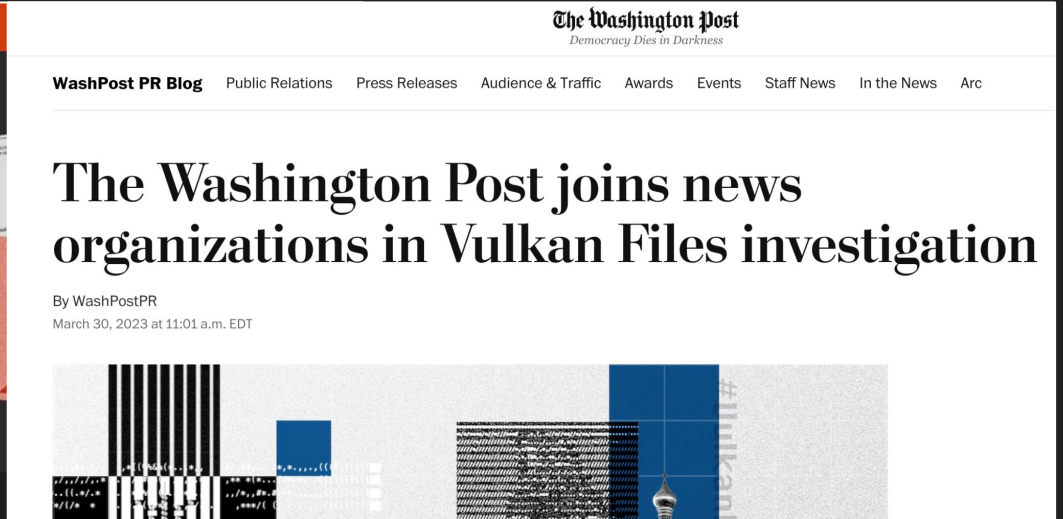 The Washington Post
Democracy Dies in Darkness
WashPost PR Blog Public Relations Press Releases Audience & Traffic Awards Events Staff News In the News Arc
The Washington Post joins news
organizations in Vulkan Files investigation
By WashPostPR
March 30, 2023 at 11:01 a.m. EDT